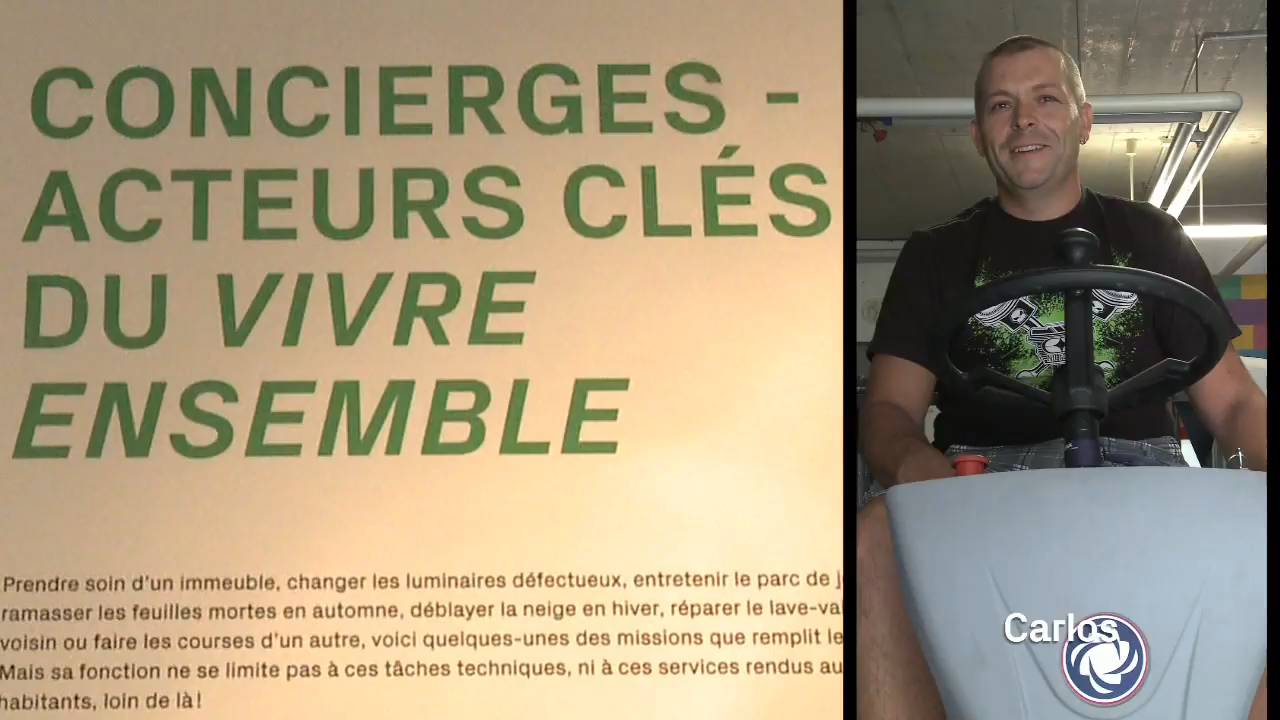 CONCIERGES -
ACTEURS CLÉS
DU VIVRE
ENSEMBLE
Prendre soin d'un immeuble, changer les luminaires défectueux, entretenir le parc de
ramasser les feuilles mortes en automne, déblayer la neige en hiver, réparer le
voisin ou faire les courses d'un autre, voici quelques-unes des missions que remplit le
Mais sa fonction ne se limite pas à ces tâches techniques, ni à ces services rendus au
habitants, loin de là!
Carlos